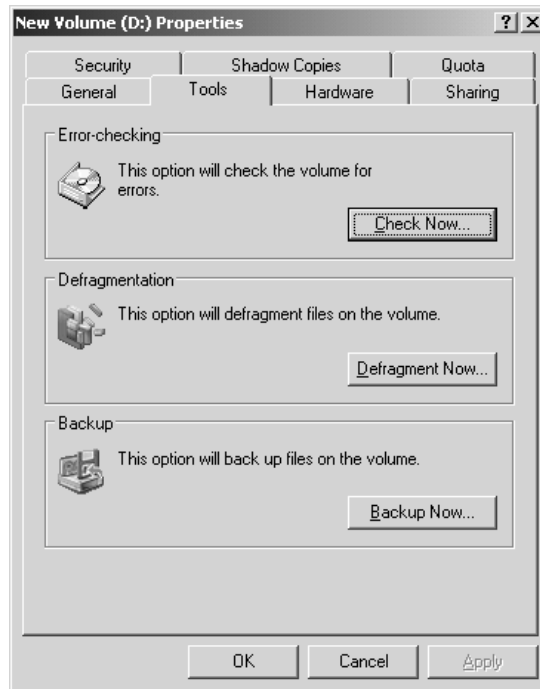 New Volume (D:) Properties
Security Shadow Copies Quota
General Tools Hardware Sharing
Error-checking
This option will check the volume for
errors.
Check Now...
Defragmentation
This option will defragment files on the volume.
Defragment Now...
Backup
This option will back up files on the volume.
Backup Now...
OK Cancel Apply